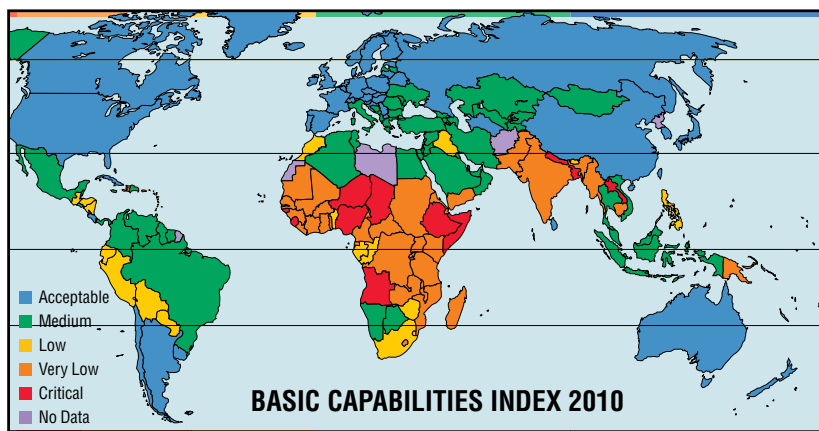 Acceptable
Medium
Low
Very Low
Critical
No Data
BASIC CAPABILITIES INDEX 2010